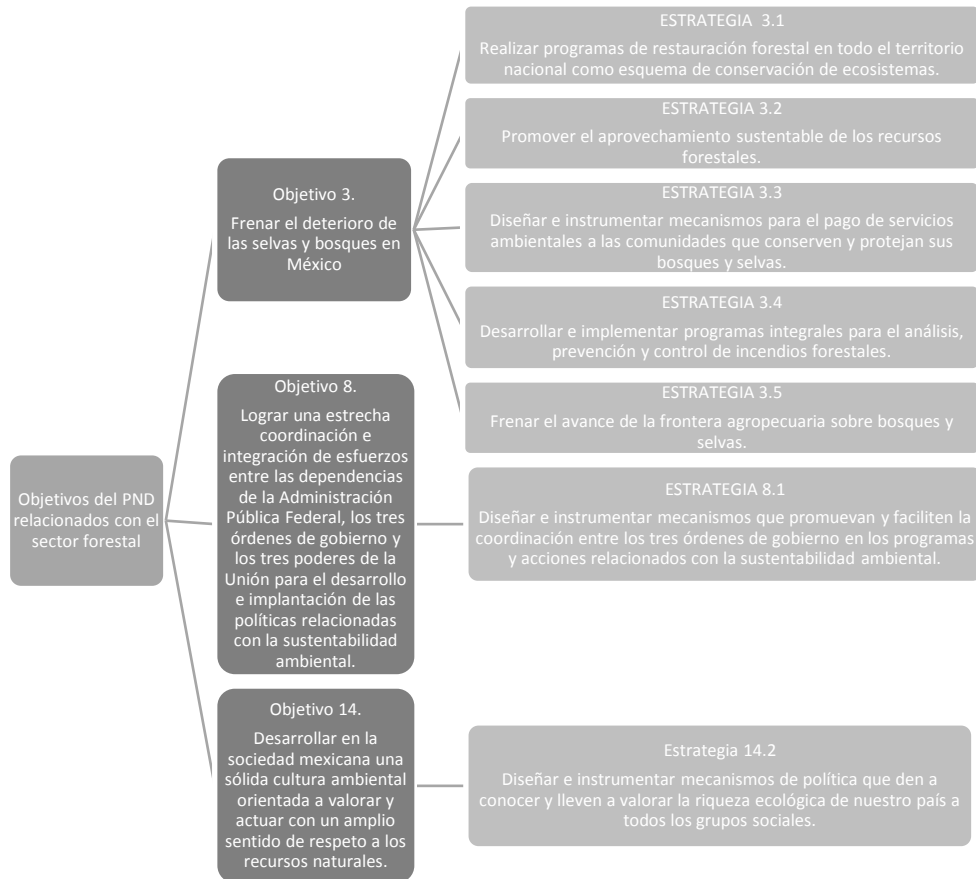 Objetivos del PND
relacionados con el
sector forestal
Objetivo 3.
Frenar el deterioro de
las selvas y bosques en
México
ESTRATEGIA 3.1
Realizar programas de restauración forestal en todo el territorio
nacional como esquema de conservación de ecosistemas.
ESTRATEGIA 3.2
Promover el aprovechamiento sustentable de los recursos
forestales.
ESTRATEGIA 3.3
Diseñar e instrumentar mecanismos para el pago de servicios
ambientales a las comunidades que conserven y protejan sus
bosques y selvas.
ESTRATEGIA 3.4
Desarrollar e implementar programas integrales para el análisis,
prevención y control de incendios forestales.
ESTRATEGIA 3.5
Frenar el avance de la frontera agropecuaria sobre bosques y
selvas.
Objetivo 8.
Lograr una estrecha
coordinación e
integración de esfuerzos
entre las dependencias
de la Administración
Pública Federal, los tres
órdenes de gobierno y
los tres poderes de la
Unión para el desarrollo
e implantación de las
políticas relacionadas
con la sustentabilidad
ambiental.
ESTRATEGIA 8.1
Diseñar e instrumentar mecanismos que promuevan y faciliten la
coordinación entre los tres órdenes de gobierno en los programas
y acciones relacionados con la sustentabilidad ambiental.
Objetivo 14.
Desarrollar en la
sociedad mexicana una
sólida cultura ambiental
orientada a valorar y
actuar con un amplio
sentido de respeto a los
recursos naturales.
Estrategia 14.2
Diseñar e instrumentar mecanismos de política que den a
conocer y lleven a valorar la riqueza ecológica de nuestro país a
todos los grupos sociales.